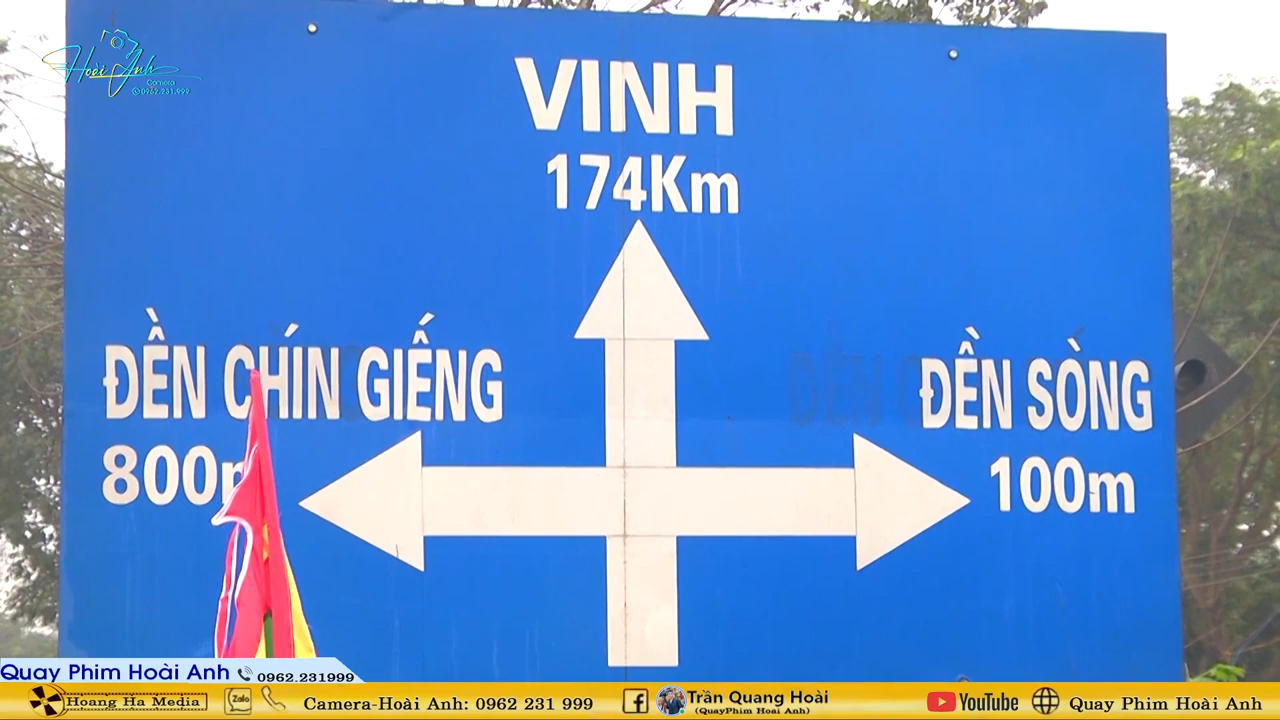 Hoài Anh
Camera
0962.231.999
VINH
174Km
ĐỀN CHÍN GIẾNG
800m
ĐỀN SÒNG
100m
Quay Phim Hoài Anh 0962.231999
Hoang Ha Media
Zalo
Camera-Hoài Anh: 0962 231 999
Trần Quang Hoài
(QuayPhim Hoai Anh)
YouTube
Quay Phim Hoài Anh